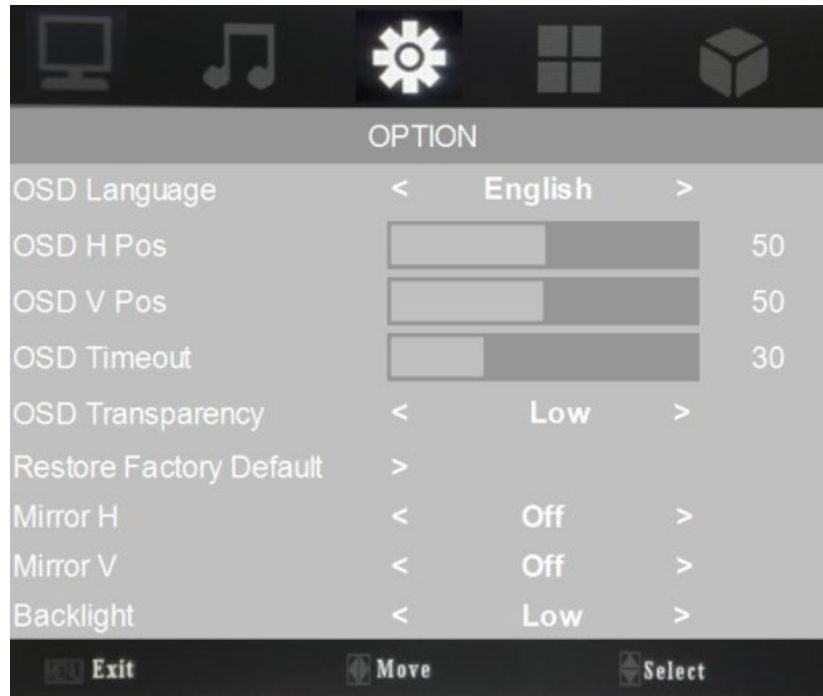 OPTION
OSD Language < English >
OSD H Pos 50
OSD V Pos 50
OSD Timeout 30
OSD Transparency < Low >
Restore Factory Default >
Mirror H < Off >
Mirror V < Off >
Backlight < Low >
MENU Exit Move Select